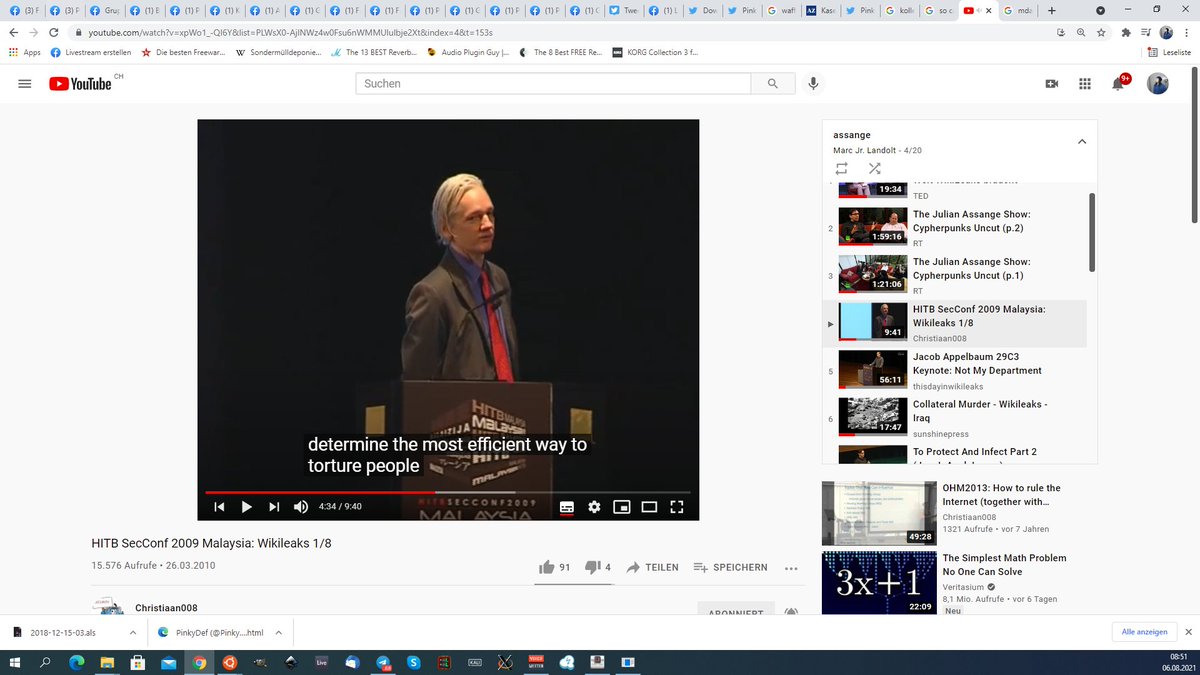 (3) F
(3) P
Grup
(1) E
(1) P
(1) K
(1) A
(1) G
(1) F
(1) F
(1) P
(1) G
(1) P
(1) P
(1) C
Twe
(1) L
Dov
Pink
waff
Kase
Pink
kolle
so c
mda
youtube.com/watch?v=xpWo1_-QI6Y&list=PLWsX0-AjINWz4w0Fsu6nWMMUlulbje2Xt&index=4&t=153s
Apps
Livestream erstellen
Die besten Freewar...
Sondermülldeponie...
The 13 BEST Reverb...
Audio Plugin Guy |...
The 8 Best FREE Re...
KORG Collection 3 f...
Leseliste
YouTube CH
Suchen
9+
determine the most efficient way to
torture people
HITB MALAYSIA
HITBSECCONF2009
MALAYSIA
4:34 / 9:40
HITB SecConf 2009 Malaysia: Wikileaks 1/8
15.576 Aufrufe • 26.03.2010
91
4
TEILEN
SPEICHERN
Christiaan008
ABONNIERT
assange
Marc Jr. Landolt - 4/20
19:34
TED
2
1:59:16
The Julian Assange Show:
Cypherpunks Uncut (p.2)
RT
3
1:21:06
The Julian Assange Show:
Cypherpunks Uncut (p.1)
RT
9:41
HITB SecConf 2009 Malaysia:
Wikileaks 1/8
Christiaan008
5
56:11
Jacob Appelbaum 29C3
Keynote: Not My Department
thisdayinwikileaks
6
17:47
Collateral Murder - Wikileaks -
Iraq
sunshinepress
To Protect And Infect Part 2
49:28
OHM2013: How to rule the
Internet (together with...
Christiaan008
1321 Aufrufe • vor 7 Jahren
3x+1
22:09
The Simplest Math Problem
No One Can Solve
Veritasium
8,1 Mio. Aufrufe • vor 6 Tagen
Neu
2018-12-15-03.als
PinkyDef (@Pinky....html
Alle anzeigen
Live
08:51
06.08.2021